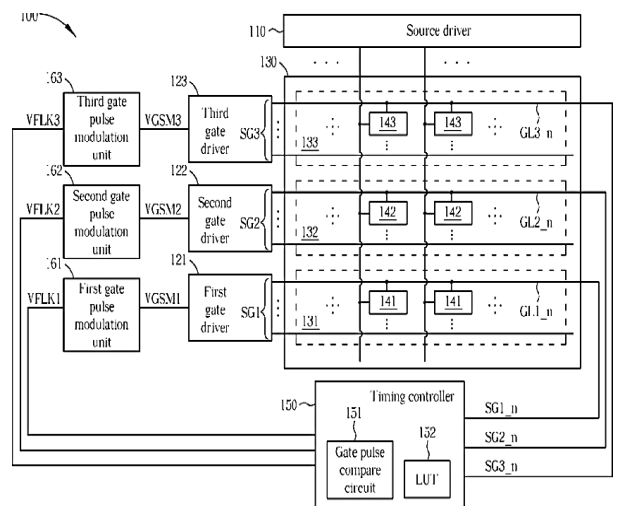 100
110
Source driver
130
163
Third gate
pulse
modulation
unit
VFLK3
VGSM3
123
Third
gate
driver
SG3
133
143
143
GL3_n
162
Second gate
pulse
modulation
unit
VFLK2
VGSM2
122
Second
gate
driver
SG2
132
142
142
GL2_n
161
First gate
pulse
modulation
unit
VFLK1
VGSM1
121
First
gate
driver
SG1
131
141
141
GL1_n
150
Timing controller
151
Gate pulse
compare
circuit
152
LUT
SG1_n
SG2_n
SG3_n